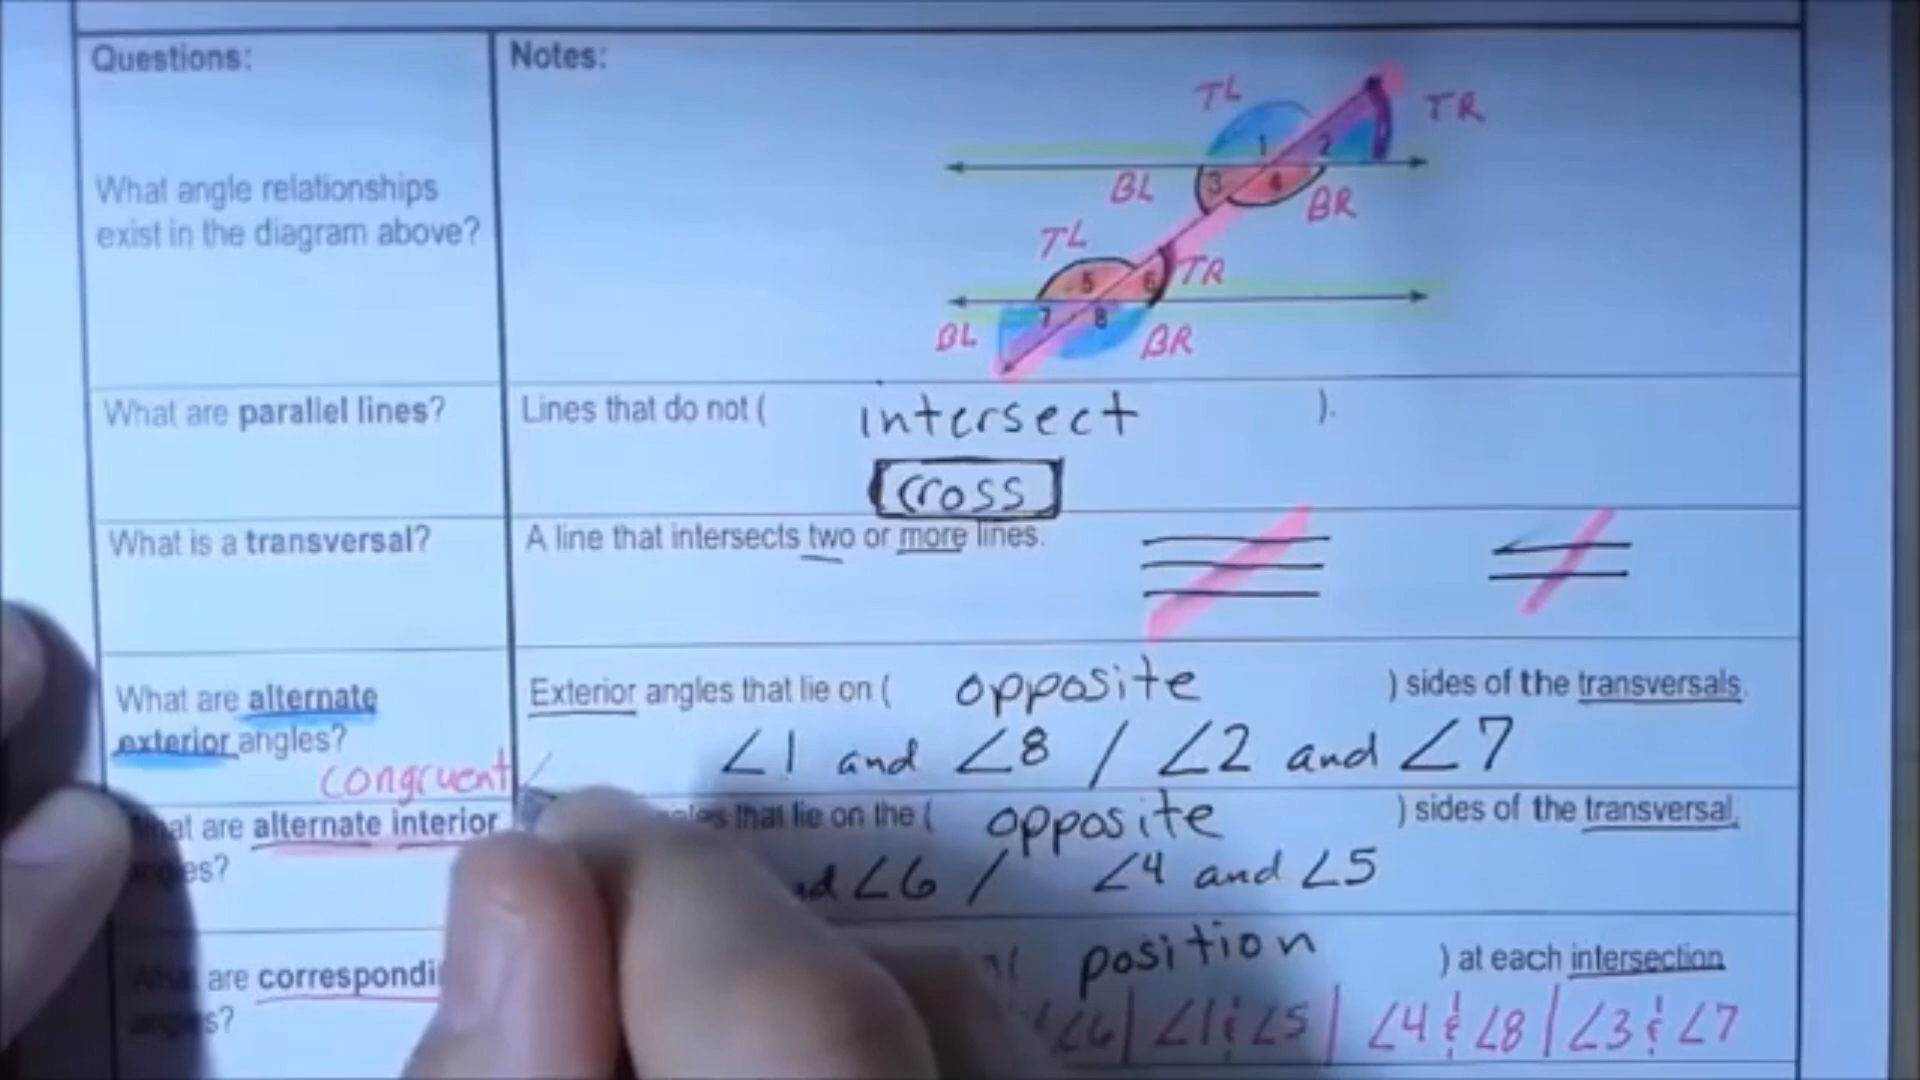 Questions:
Notes:
What angle relationships
exist in the diagram above?
TL
TR
1
2
BL
3
4
BR
TL
5
6
TR
BL
7
8
BR
What are parallel lines?
Lines that do not ( intersect ).
cross
What is a transversal?
A line that intersects two or more lines.
What are alternate
exterior angles?
congruent
Exterior angles that lie on ( opposite ) sides of the transversals.
∠1 and ∠8 / ∠2 and ∠7
are alternate interior
that lie on the ( opposite ) sides of the transversal.
∠6 / ∠4 and ∠5
are
( position ) at each intersection
∠6 | ∠1 & ∠5 | ∠4 & ∠8 | ∠3 & ∠7